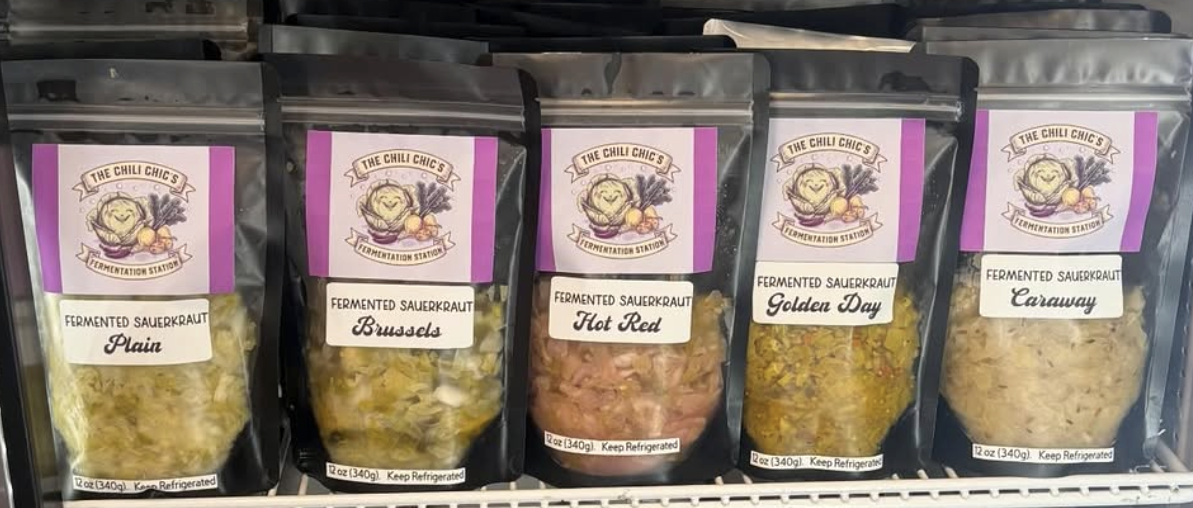 THE CHILI CHIC'S
FERMENTATION STATION
FERMENTED SAUERKRAUT
Plain
12 oz (340g). Keep Refrigerated
THE CHILI CHIC'S
FERMENTATION STATION
FERMENTED SAUERKRAUT
Brussels
12 oz (340g). Keep Refrigerated
THE CHILI CHIC'S
FERMENTATION STATION
FERMENTED SAUERKRAUT
Hot Red
12 oz (340g). Keep Refrigerated
THE CHILI CHIC'S
FERMENTATION STATION
FERMENTED SAUERKRAUT
Golden Day
12 oz (340g). Keep Refrigerated
THE CHILI CHIC'S
FERMENTATION STATION
FERMENTED SAUERKRAUT
Caraway
12 oz (340g). Keep Refrigerated